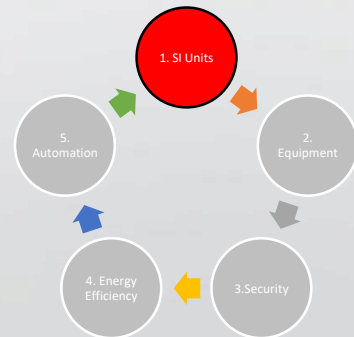 1. SI Units
2.
Equipment
3.Security
4. Energy
Efficiency
5.
Automation